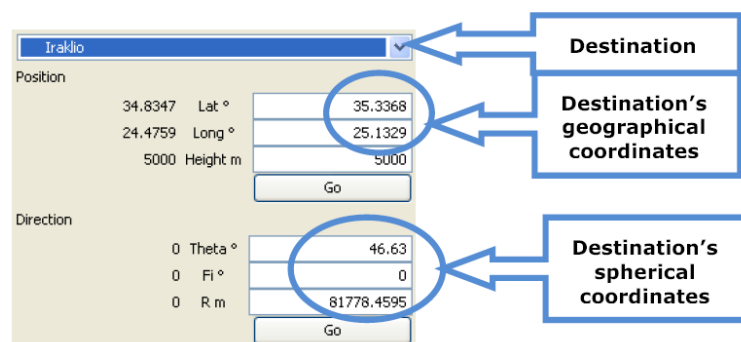 Iraklio
Destination
Position
34.8347 Lat ° 35.3368
24.4759 Long ° 25.1329
5000 Height m 5000
Go
Destination's
geographical
coordinates
Direction
0 Theta ° 46.63
0 Fi ° 0
0 R m 81778.4595
Go
Destination's
spherical
coordinates